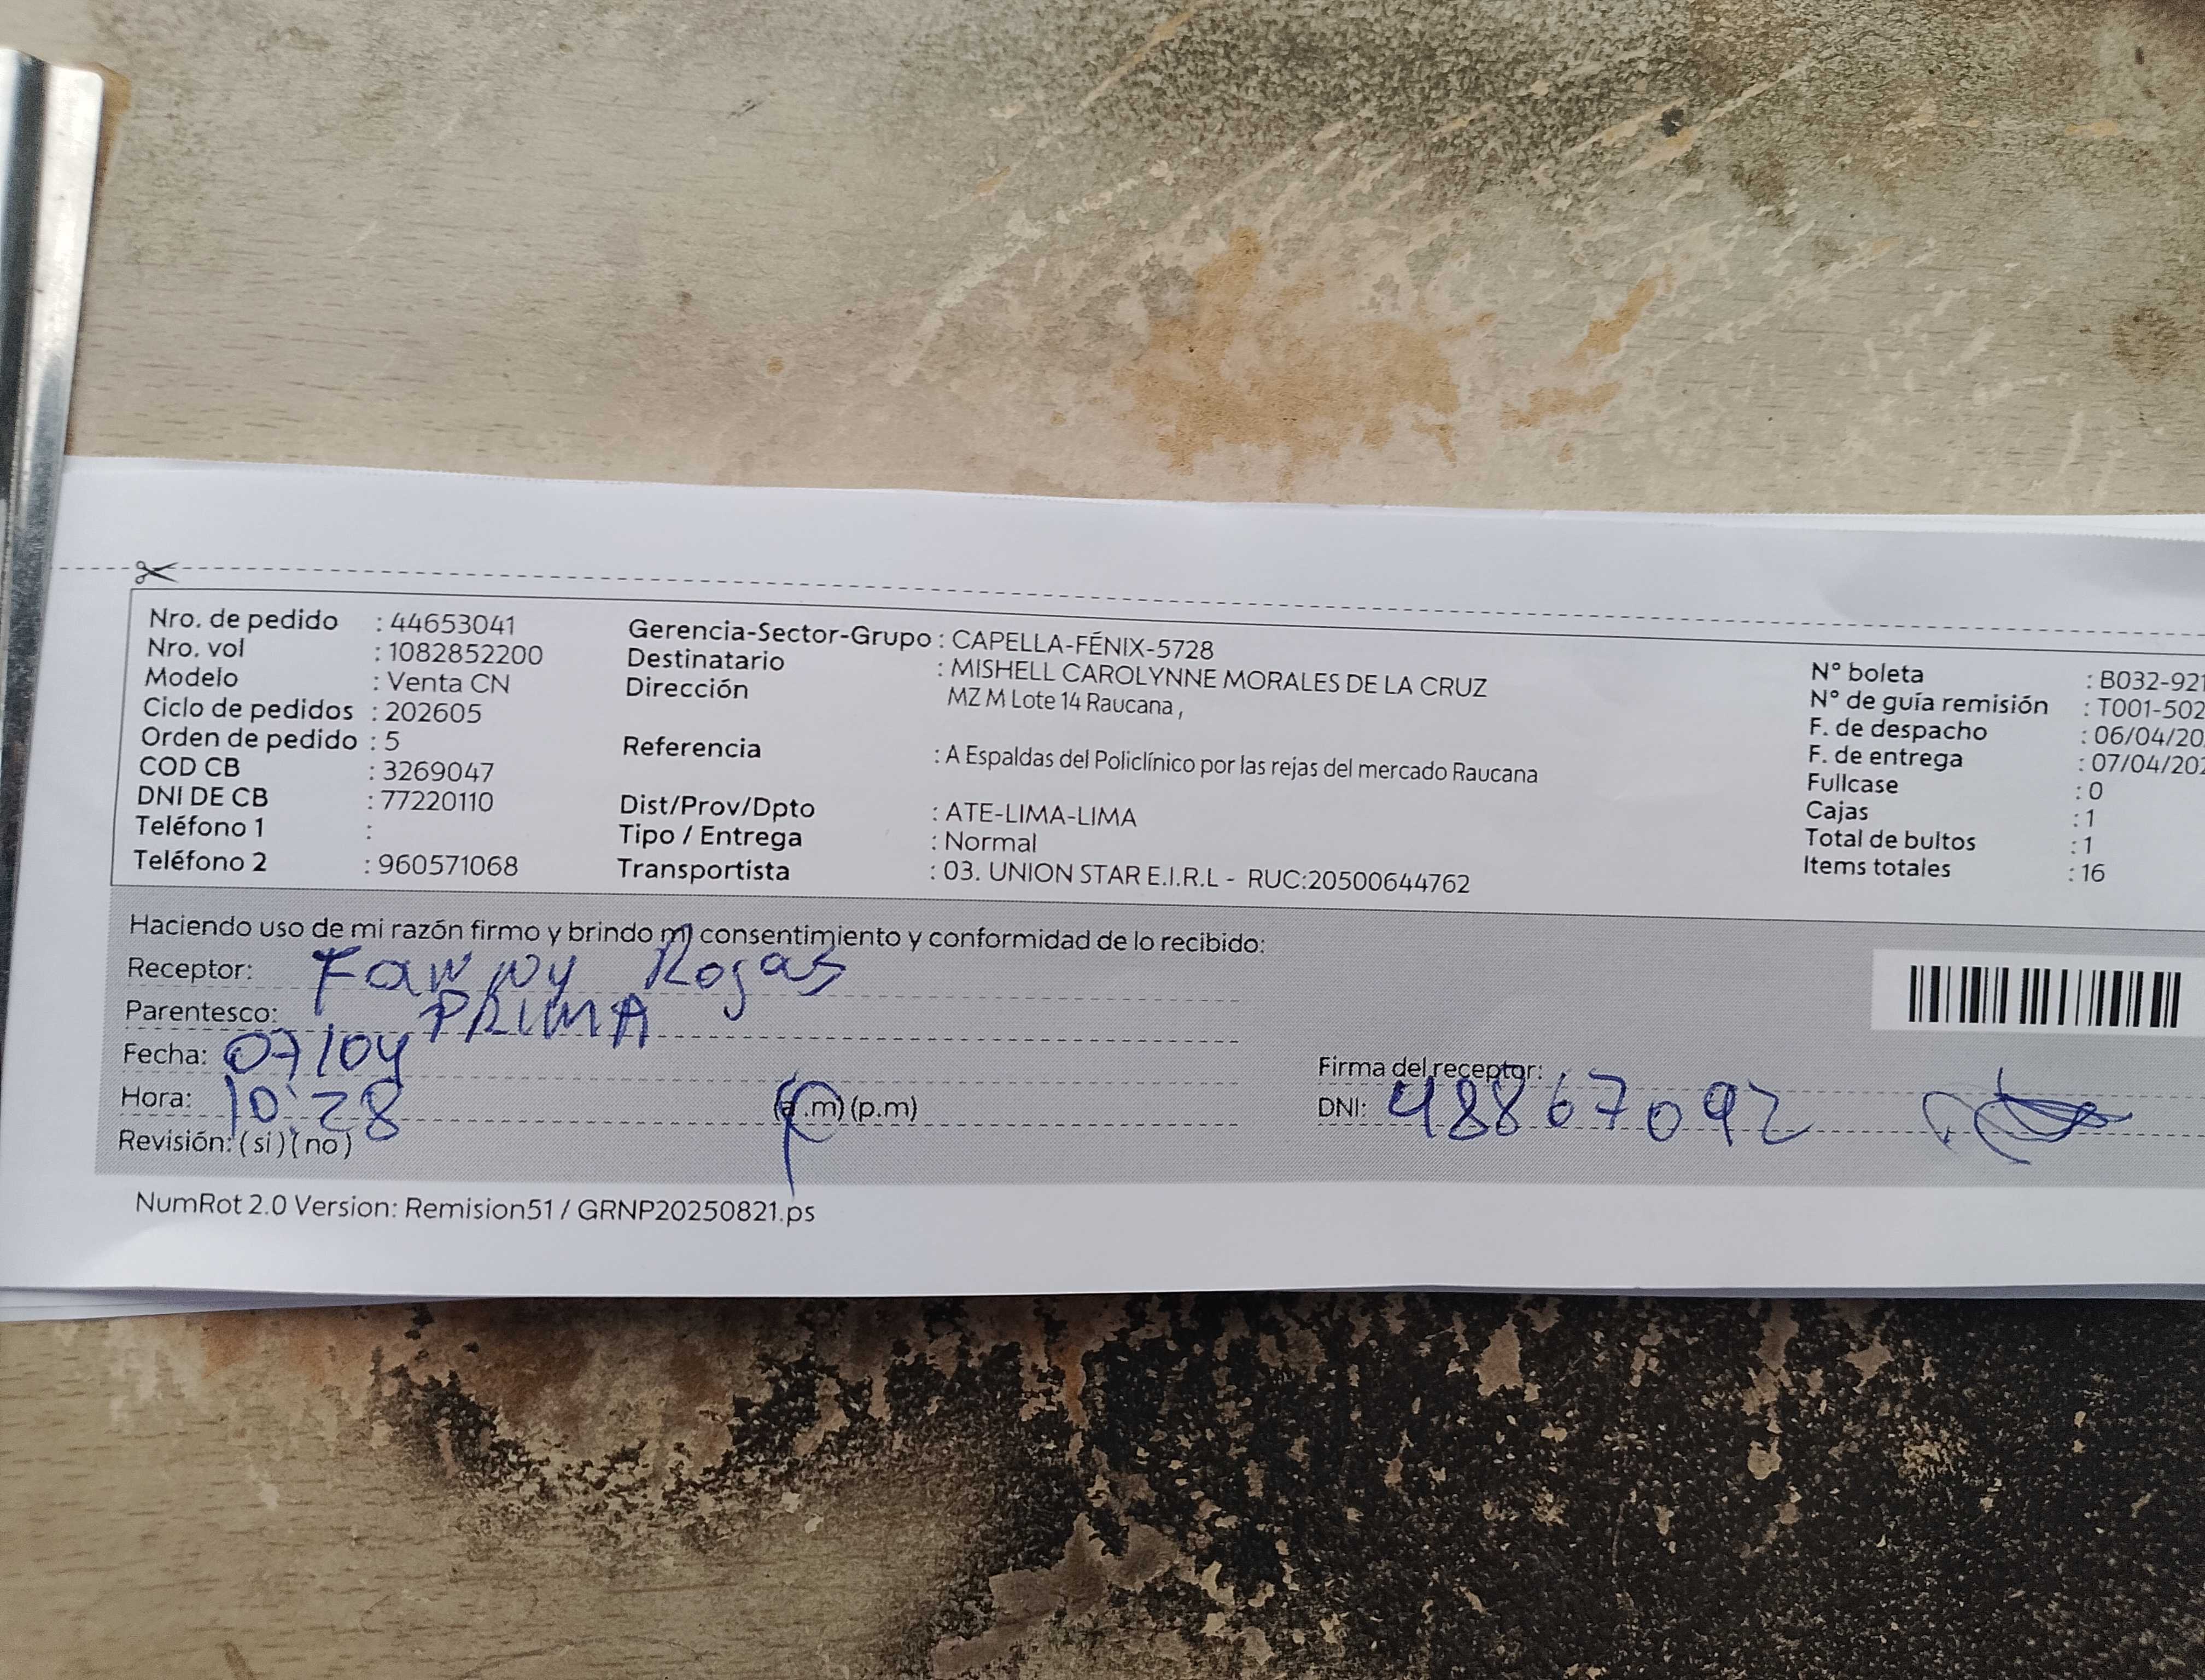 Nro. de pedido : 44653041
Nro. vol : 1082852200
Modelo : Venta CN
Ciclo de pedidos : 202605
Orden de pedido : 5
COD CB : 3269047
DNI DE CB : 77220110
Teléfono 1 :
Teléfono 2 : 960571068
Gerencia-Sector-Grupo : CAPELLA-FÉNIX-5728
Destinatario : MISHELL CAROLYNNE MORALES DE LA CRUZ
Dirección MZ M Lote 14 Raucana ,
Referencia : A Espaldas del Policlínico por las rejas del mercado Raucana
Dist/Prov/Dpto : ATE-LIMA-LIMA
Tipo / Entrega : Normal
Transportista : 03. UNION STAR E.I.R.L - RUC:20500644762
N° boleta : B032-921
N° de guía remisión : T001-502
F. de despacho : 06/04/20
F. de entrega : 07/04/202
Fullcase : 0
Cajas : 1
Total de bultos : 1
Items totales : 16
Haciendo uso de mi razón firmo y brindo mi consentimiento y conformidad de lo recibido:
Receptor: Fanny Rojas
Parentesco: PRIMA
Fecha: 07/04
Hora: 10:28 (a.m) (p.m)
Revisión: (si) (no)
Firma del receptor:
DNI: 48867092
NumRot 2.0 Version: Remision51 / GRNP20250821.ps